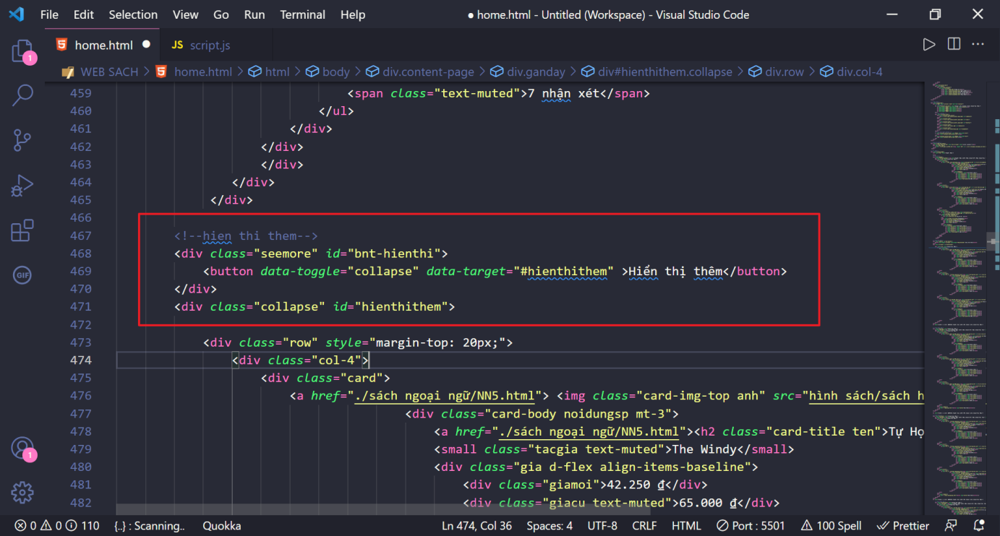 File Edit Selection View Go Run Terminal Help ● home.html - Untitled (Workspace) - Visual Studio Code
home.html ● JS script.js
WEB SACH > home.html > html > body > div.content-page > div.ganday > div#hienthithem.collapse > div.row > div.col-4
459 <span class="text-muted">7 nhận xét</span>
460 </ul>
461 </div>
462 </div>
463 </div>
464 </div>
465 </div>
466
467 <!--hien thi them-->
468 <div class="seemore" id="bnt-hienthi">
469 <button data-toggle="collapse" data-target="#hienthithem" >Hiển thị thêm</button>
470 </div>
471 <div class="collapse" id="hienthithem">
472
473 <div class="row" style="margin-top: 20px;">
474 <div class="col-4">
475 <div class="card">
476 <a href="./sách ngoại ngữ/NN5.html"> <img class="card-img-top anh" src="hình sách/sách h
477 <div class="card-body noidungsp mt-3">
478 <a href="./sách ngoại ngữ/NN5.html"><h2 class="card-title ten">Tự Họ
479 <small class="tacgia text-muted">The Windy</small>
480 <div class="gia d-flex align-items-baseline">
481 <div class="giamoi">42.250 ₫</div>
482 <div class="giacu text-muted">65.000 ₫</div>
1
GIF
1
0 0 110 {..} : Scanning.. Quokka Ln 474, Col 36 Spaces: 4 UTF-8 CRLF HTML Port : 5501 100 Spell Prettier